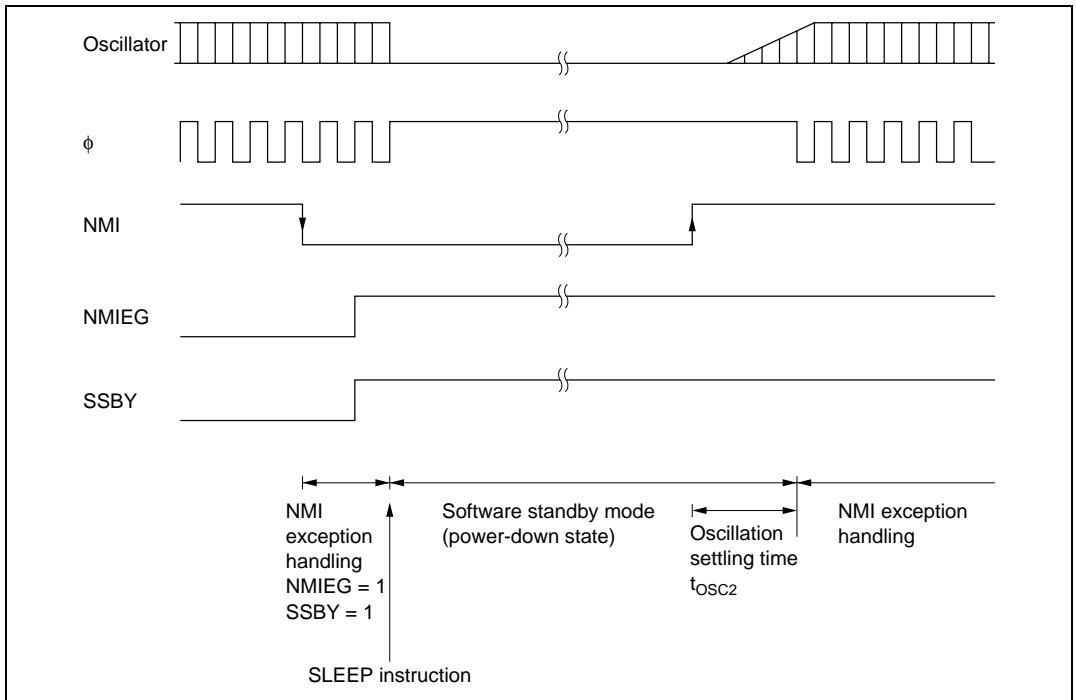 Oscillator
φ
NMI
NMIEG
SSBY
NMI
exception
handling
NMIEG = 1
SSBY = 1
Software standby mode
(power-down state)
Oscillation
settling time
tOSC2
NMI exception
handling
SLEEP instruction